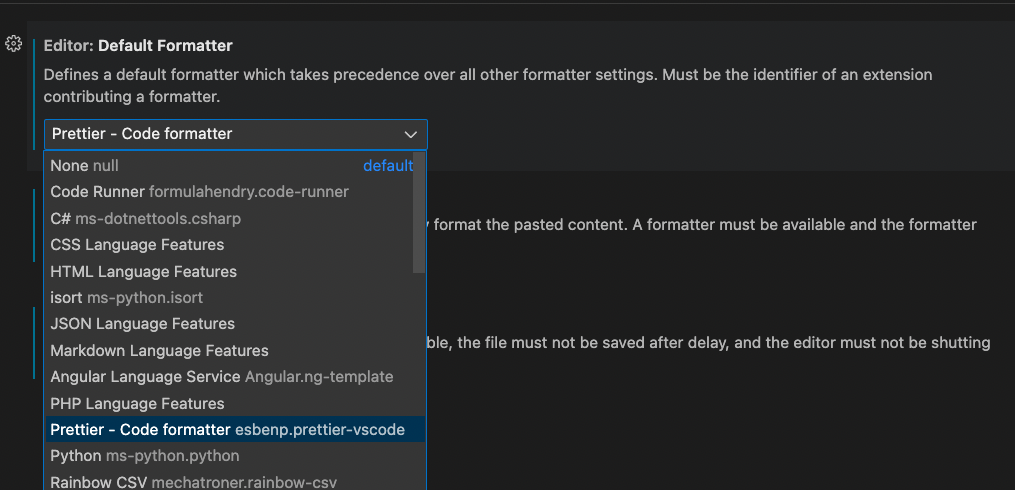 Editor: Default Formatter
Defines a default formatter which takes precedence over all other formatter settings. Must be the identifier of an extension
contributing a formatter.
Prettier - Code formatter
None null default
Code Runner formulahendry.code-runner
C# ms-dotnettools.csharp
format the pasted content. A formatter must be available and the formatter
CSS Language Features
HTML Language Features
isort ms-python.isort
JSON Language Features
the file must not be saved after delay, and the editor must not be shutting
Markdown Language Features
Angular Language Service Angular.ng-template
PHP Language Features
Prettier - Code formatter esbenp.prettier-vscode
Python ms-python.python
Rainbow CSV mechatroner.rainbow-csv